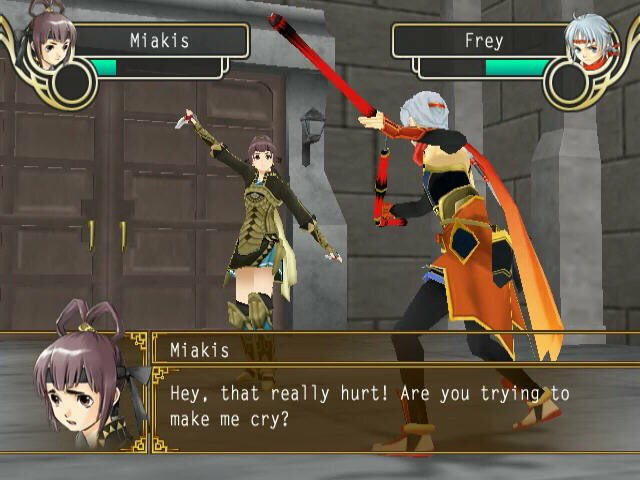 Miakis
Frey
Miakis
Hey, that really hurt! Are you trying to
make me cry?